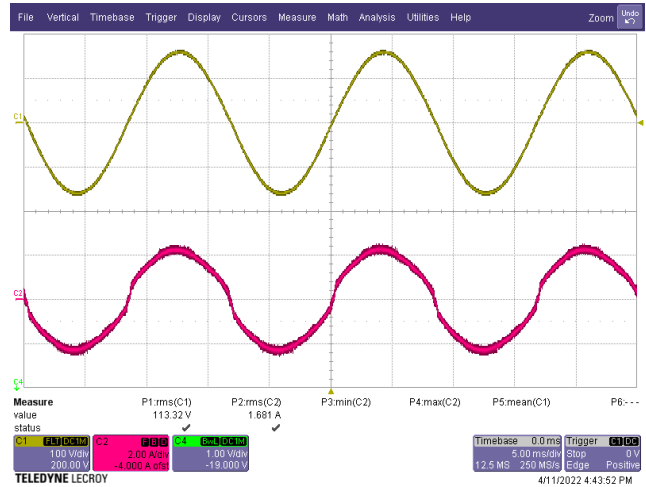 File Vertical Timebase Trigger Display Cursors Measure Math Analysis Utilities Help Zoom Undo
C1
C2
C4
Measure P1:rms(C1) P2:rms(C2) P3:min(C2) P4:max(C2) P5:mean(C1) P6:- - -
value 113.32 V 1.681 A
status ✔ ✔
C1 FLT DC1M C2 F B D C4 BwL DC1M Timebase 0.0 ms Trigger C1 DC
100 V/div 2.00 A/div 1.00 V/div 5.00 ms/div Stop 0 V
200.00 V -4.000 A ofst -19.000 V 12.5 MS 250 MS/s Edge Positive
TELEDYNE LECROY 4/11/2022 4:43:52 PM